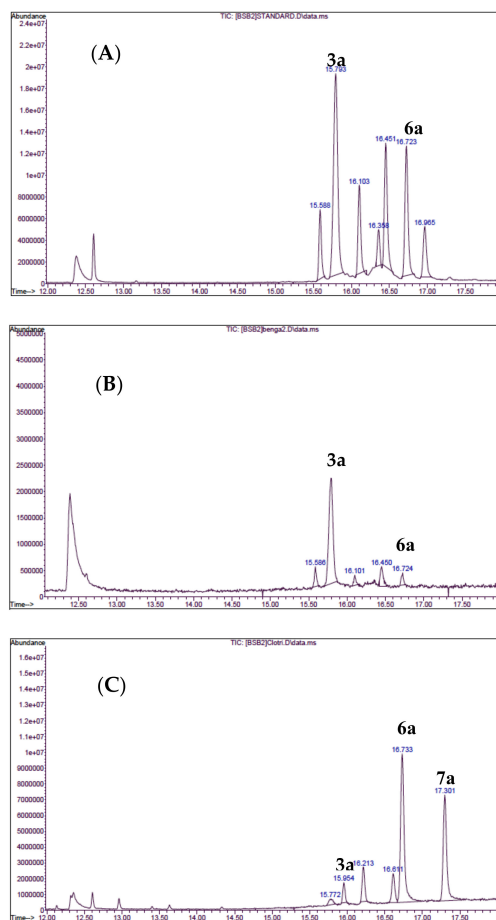 Abundance
TIC: [BSB2]STANDARD.D\data.ms
2.4e+07
2.2e+07
2e+07
1.8e+07
1.6e+07
1.4e+07
1.2e+07
1e+07
8000000
6000000
4000000
2000000
0
(A)
3a
15.793
16.451
6a
16.723
16.103
15.588
16.358
16.965
12.00 12.50 13.00 13.50 14.00 14.50 15.00 15.50 16.00 16.50 17.00
Time-->
Abundance
TIC: [BSB2]benga2.D\data.ms
5000000
4500000
4000000
3500000
3000000
2500000
2000000
1500000
1000000
500000
0
(B)
3a
6a
15.586
16.101
16.450
16.724
12.50 13.00 13.50 14.00 14.50 15.00 15.50 16.00 16.50 17.00 17.50
Time-->
Abundance
TIC: [BSB2]Clotri.D\data.ms
1.6e+07
1.5e+07
1.4e+07
1.3e+07
1.2e+07
1.1e+07
1e+07
9000000
8000000
7000000
6000000
5000000
4000000
3000000
2000000
1000000
0
(C)
6a
16.733
7a
17.301
3a
15.954
16.213
15.772
16.611
12.00 12.50 13.00 13.50 14.00 14.50 15.00 15.50 16.00 16.50 17.00 17.50
Time-->